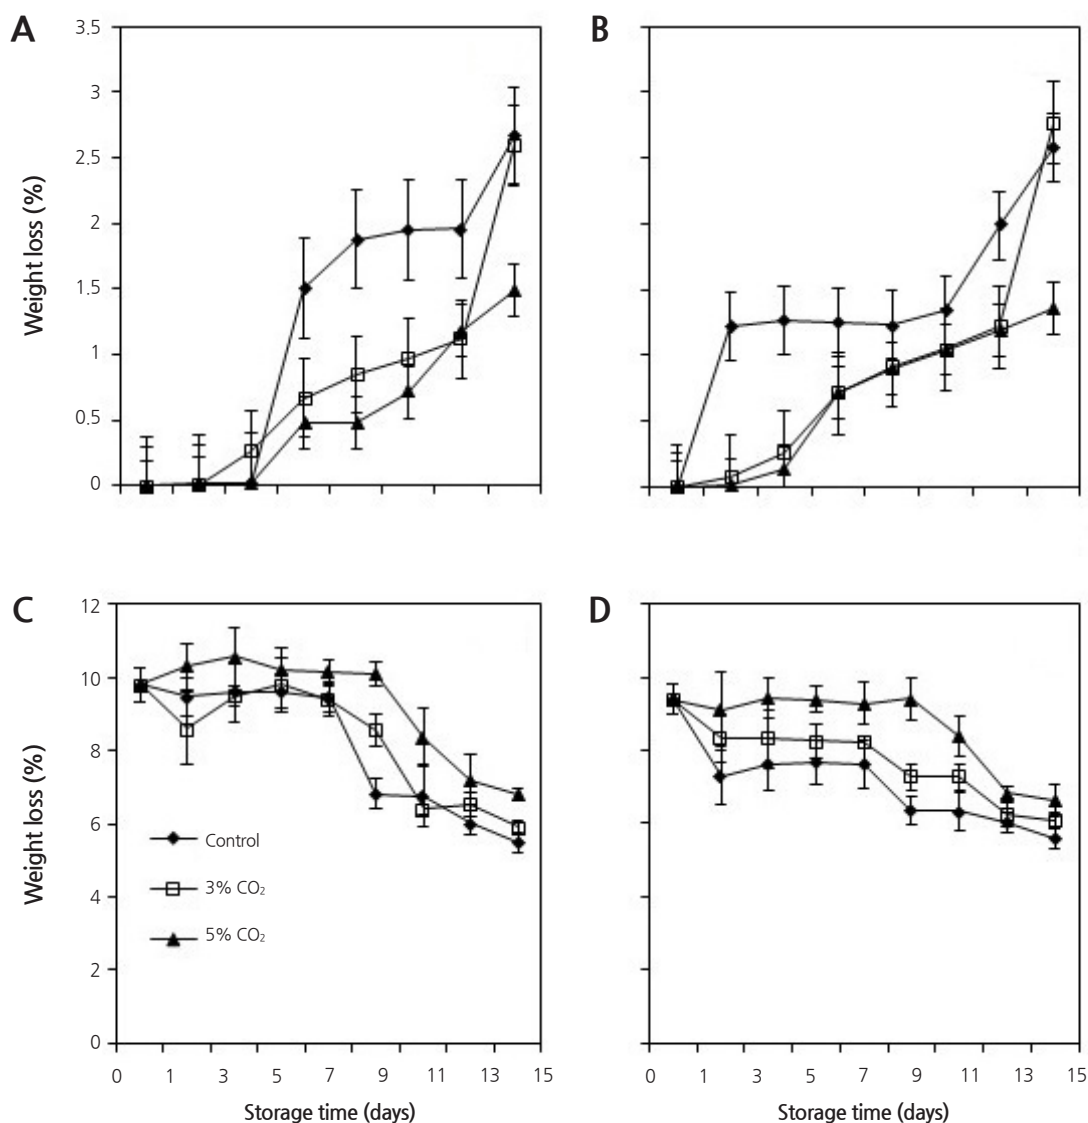 A
B
3.5
3
2.5
2
1.5
1
0.5
0
Weight loss (%)
C
D
12
10
8
6
4
2
0
Weight loss (%)
Control
3% CO₂
5% CO₂
0 1 3 5 7 9 11 13 15
0 1 3 5 7 9 11 13 15
Storage time (days)
Storage time (days)